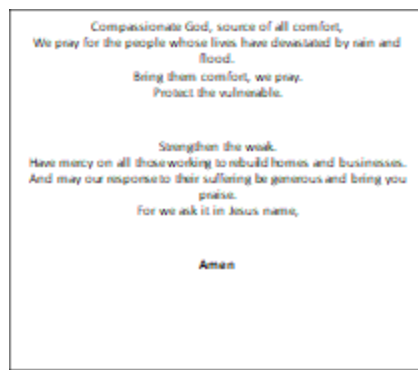 Compassionate God, source of all comfort,
We pray for the people whose lives have devastated by rain and
flood.
Bring them comfort, we pray.
Protect the vulnerable.
Strengthen the weak.
Have mercy on all those working to rebuild homes and businesses.
And may our response to their suffering be generous and bring you
praise.
For we ask it in Jesus name,
Amen